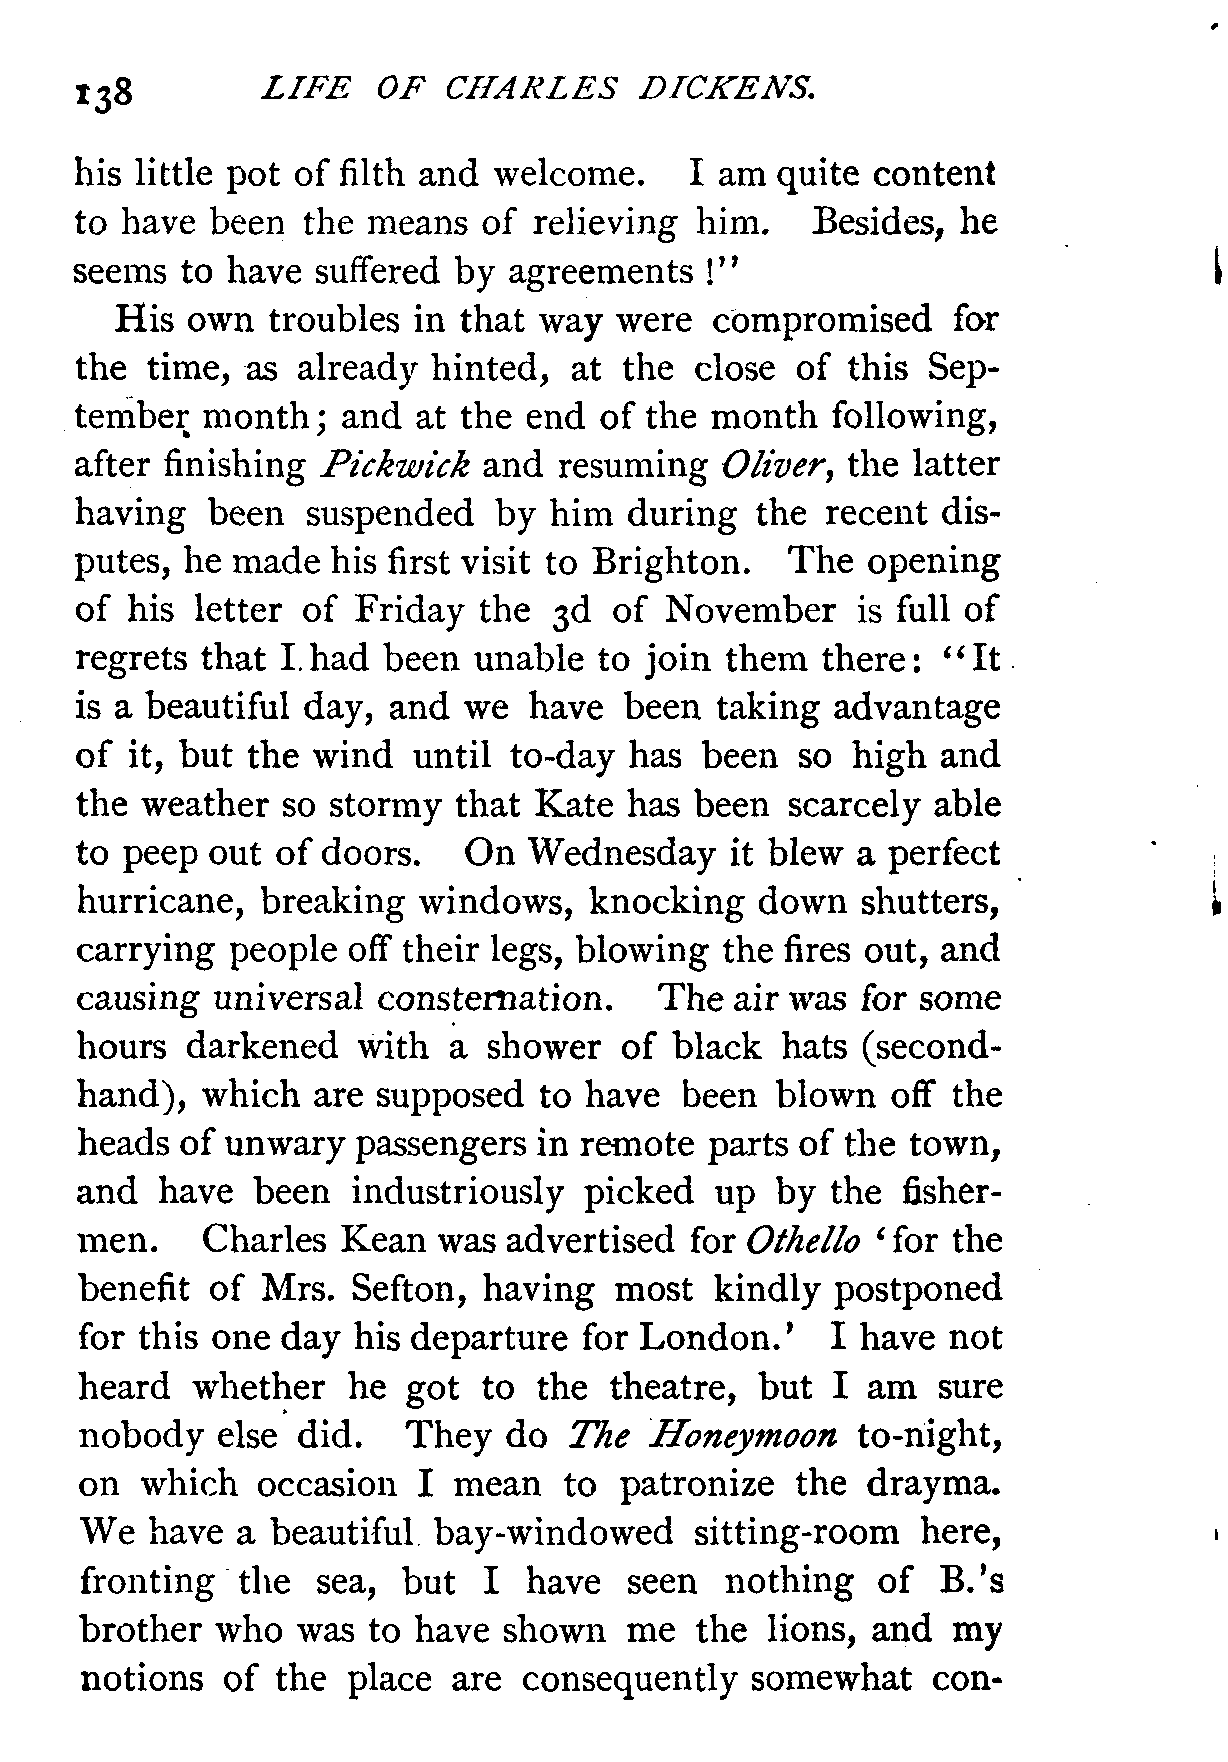 138 LIFE OF CHARLES DICKENS.
his little pot of filth and welcome. I am quite content
to have been the means of relieving him. Besides, he
seems to have suffered by agreements !"
His own troubles in that way were compromised for
the time, as already hinted, at the close of this Sep-
tember month; and at the end of the month following,
after finishing Pickwick and resuming Oliver, the latter
having been suspended by him during the recent dis-
putes, he made his first visit to Brighton. The opening
of his letter of Friday the 3d of November is full of
regrets that I had been unable to join them there: "It
is a beautiful day, and we have been taking advantage
of it, but the wind until to-day has been so high and
the weather so stormy that Kate has been scarcely able
to peep out of doors. On Wednesday it blew a perfect
hurricane, breaking windows, knocking down shutters,
carrying people off their legs, blowing the fires out, and
causing universal consternation. The air was for some
hours darkened with a shower of black hats (second-
hand), which are supposed to have been blown off the
heads of unwary passengers in remote parts of the town,
and have been industriously picked up by the fisher-
men. Charles Kean was advertised for Othello 'for the
benefit of Mrs. Sefton, having most kindly postponed
for this one day his departure for London.' I have not
heard whether he got to the theatre, but I am sure
nobody else did. They do The Honeymoon to-night,
on which occasion I mean to patronize the drayma.
We have a beautiful bay-windowed sitting-room here,
fronting the sea, but I have seen nothing of B.'s
brother who was to have shown me the lions, and my
notions of the place are consequently somewhat con-